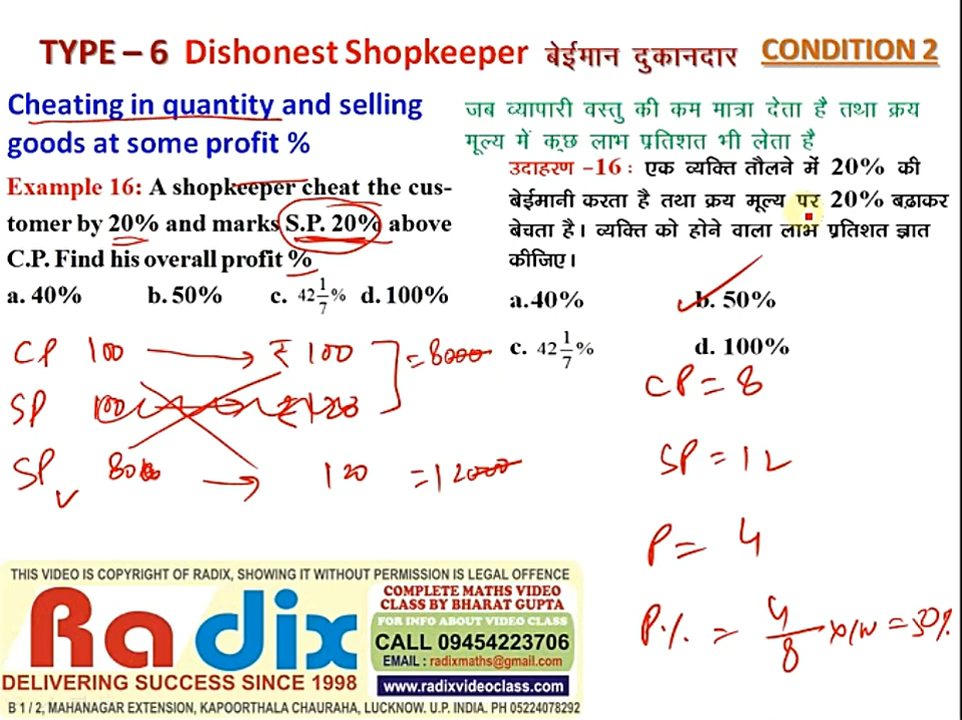 TYPE – 6 Dishonest Shopkeeper बेईमान दुकानदार CONDITION 2
Cheating in quantity and selling
goods at some profit %
जब व्यापारी वस्तु की कम मात्रा देता है तथा क्रय
मूल्य में कुछ लाभ प्रतिशत भी लेता है
Example 16: A shopkeeper cheat the cus-
tomer by 20% and marks S.P. 20% above
C.P. Find his overall profit %
a. 40% b. 50% c. 42 1/7 % d. 100%
उदाहरण –16 : एक व्यक्ति तौलने में 20% की
बेईमानी करता है तथा क्रय मूल्य पर 20% बढ़ाकर
बेचता है। व्यक्ति को होने वाला लाभ प्रतिशत ज्ञात
कीजिए।
a. 40% b. 50%
c. 42 1/7 % d. 100%
CP 100 → ₹ 100 = 8000
SP 100 ₹ 120
SP 80 → 120 = 12000
CP = 8
SP = 12
P = 4
P.% = 4/8 × 100 = 50%
THIS VIDEO IS COPYRIGHT OF RADIX, SHOWING IT WITHOUT PERMISSION IS LEGAL OFFENCE
Radix
DELIVERING SUCCESS SINCE 1998
COMPLETE MATHS VIDEO
CLASS BY BHARAT GUPTA
FOR INFO ABOUT VIDEO CLASS
CALL 09454223706
EMAIL : radixmaths@gmail.com
www.radixvideoclass.com
B 1 / 2, MAHANAGAR EXTENSION, KAPOORTHALA CHAURAHA, LUCKNOW. U.P. INDIA. PH 05224078292